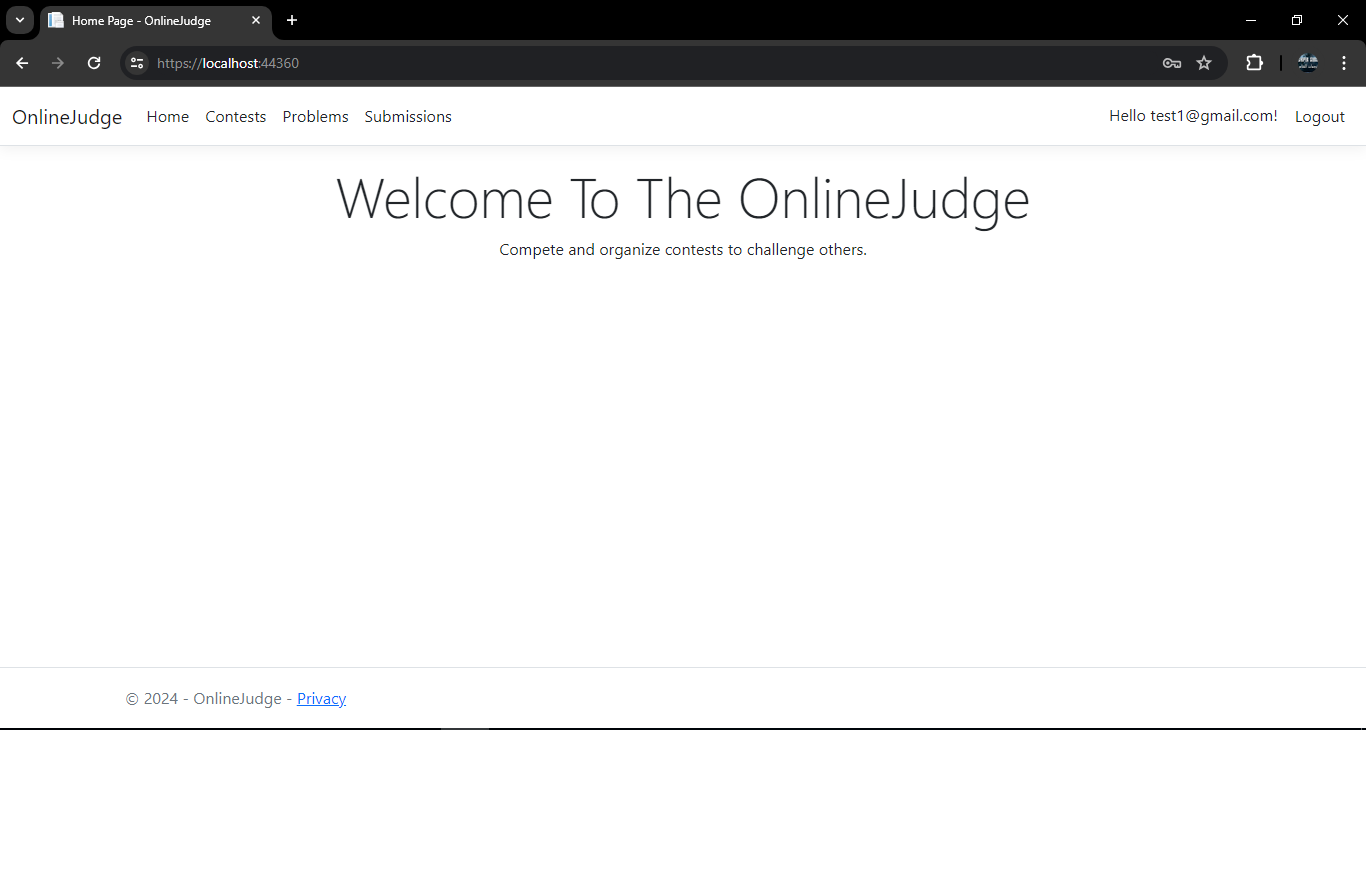 Home Page - OnlineJudge
https://localhost:44360
OnlineJudge Home Contests Problems Submissions Hello test1@gmail.com! Logout
Welcome To The OnlineJudge
Compete and organize contests to challenge others.
© 2024 - OnlineJudge - Privacy